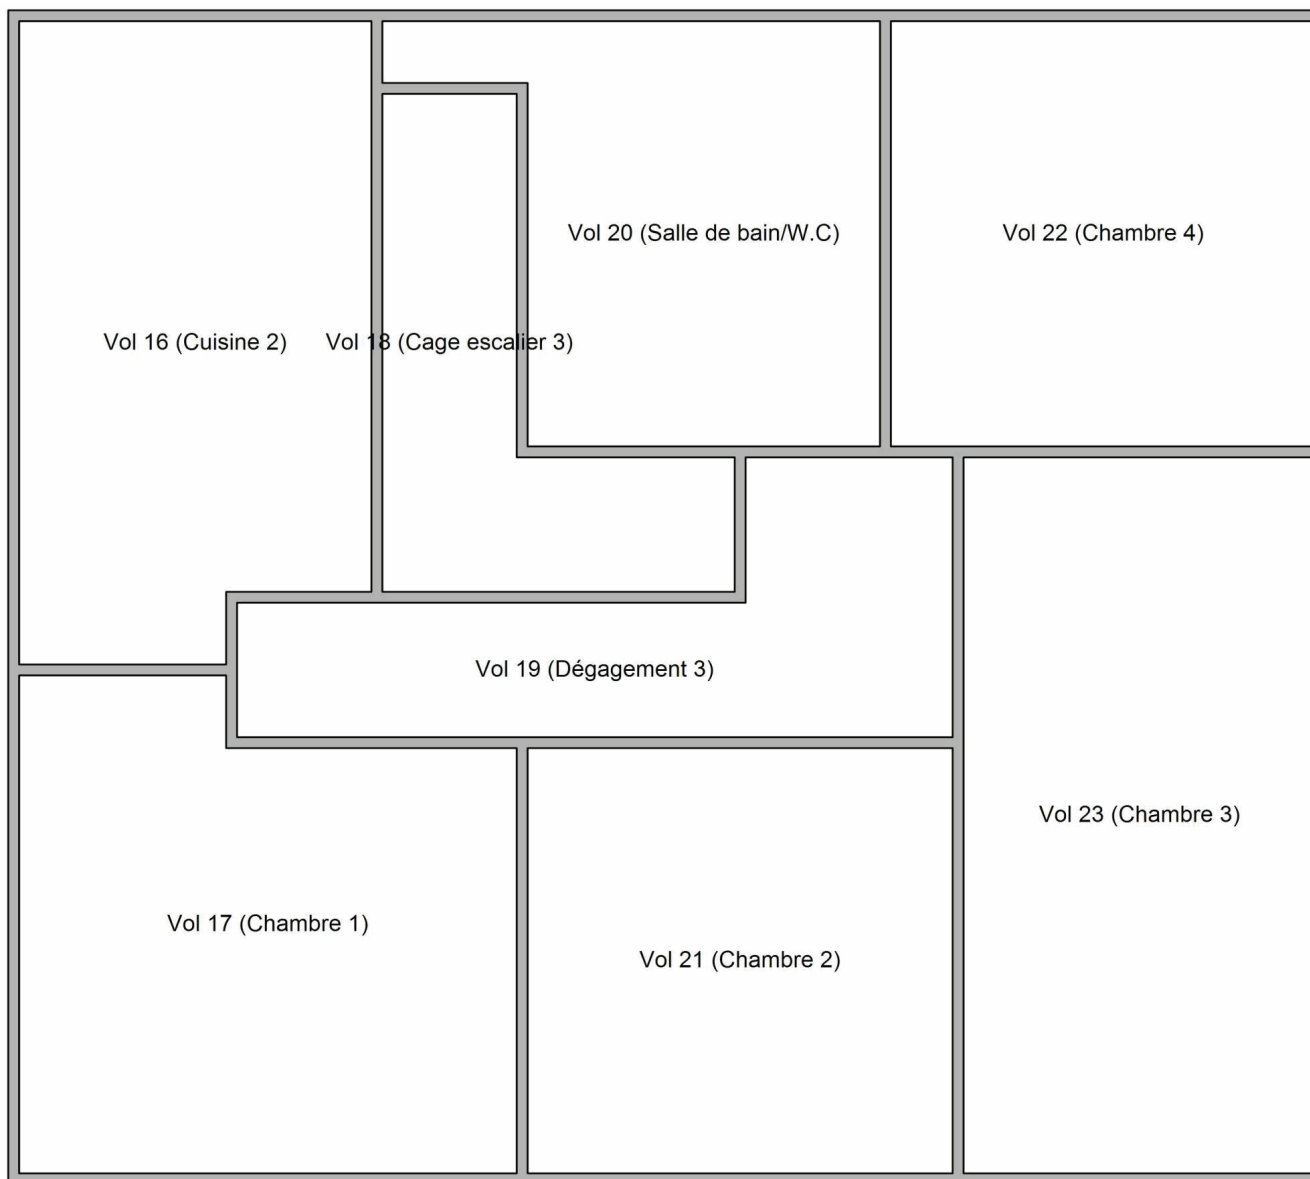 Vol 20 (Salle de bain/W.C)
Vol 22 (Chambre 4)
Vol 16 (Cuisine 2)
Vol 18 (Cage escalier 3)
Vol 19 (Dégagement 3)
Vol 23 (Chambre 3)
Vol 17 (Chambre 1)
Vol 21 (Chambre 2)